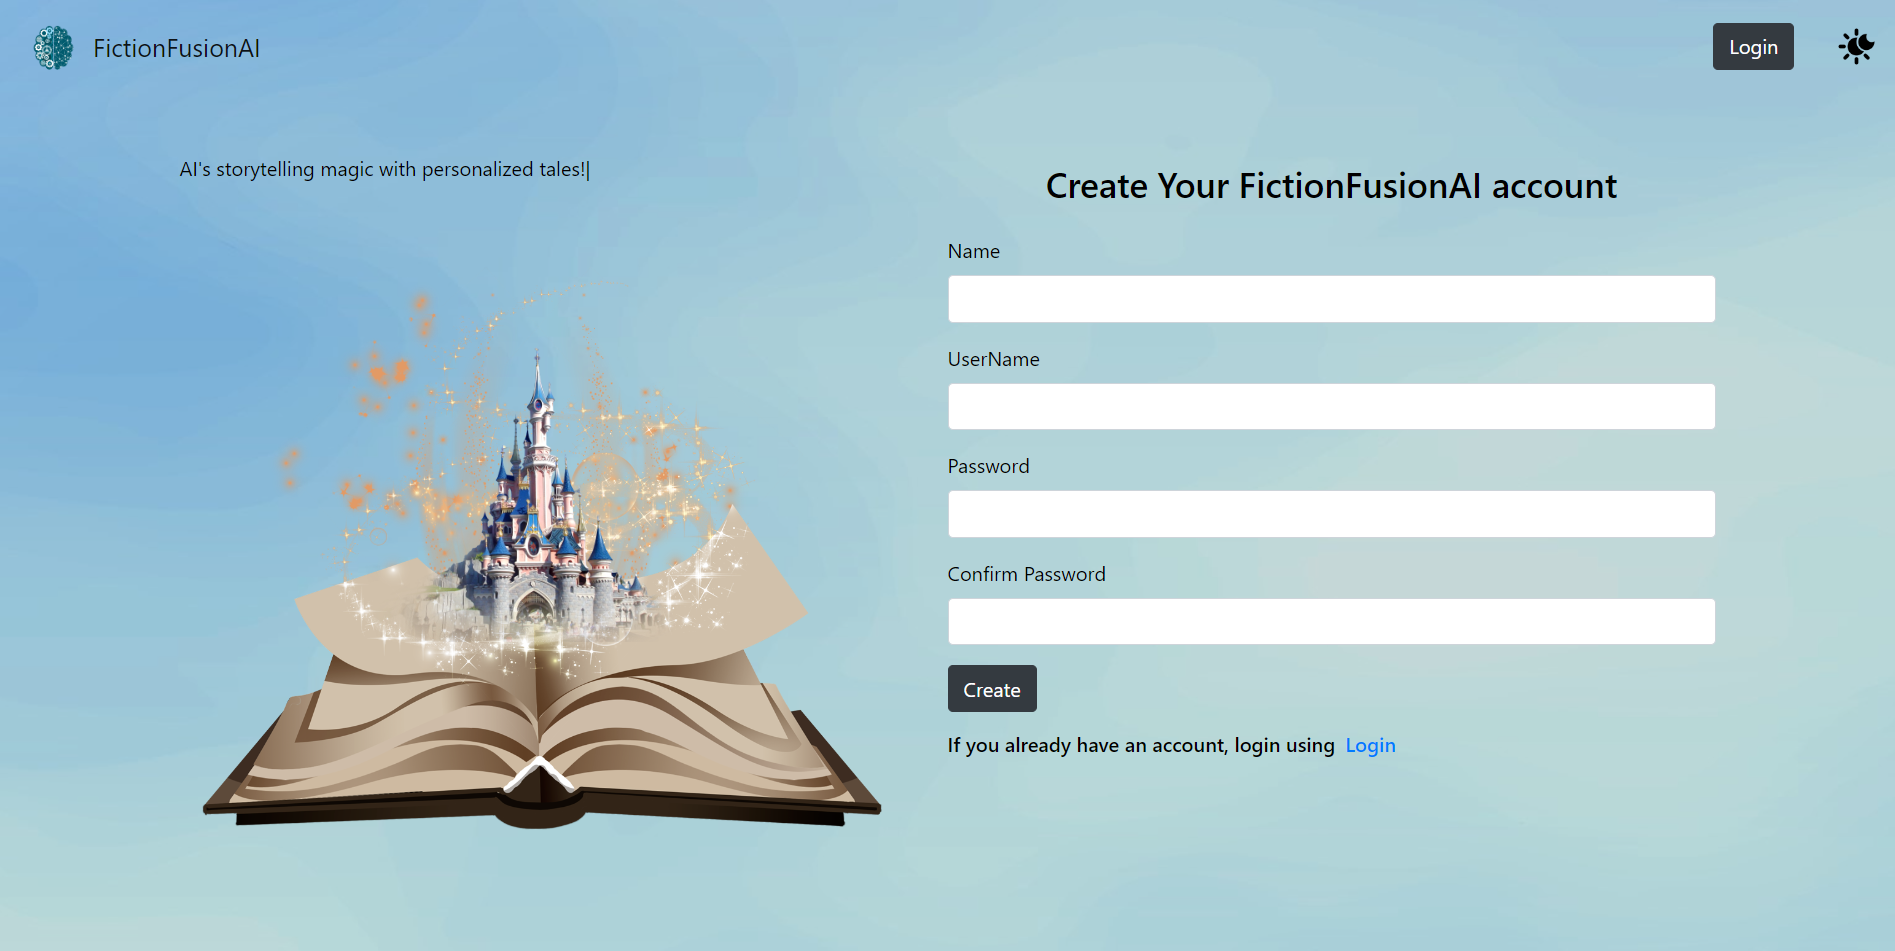 FictionFusionAI
Login
AI's storytelling magic with personalized tales!|
Create Your FictionFusionAI account
Name
UserName
Password
Confirm Password
Create
If you already have an account, login using Login